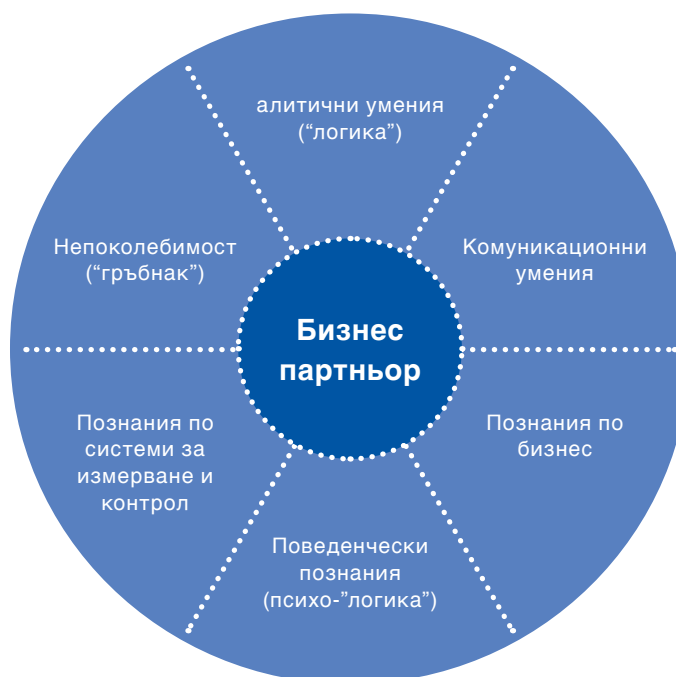 алитични умения
(“логика”)
Комуникационни
умения
Познания по
бизнес
Поведенчески
познания
(психо-”логика”)
Познания по
системи за
измерване и
контрол
Непоколебимост
(“гръбнак”)
Бизнес
партньор